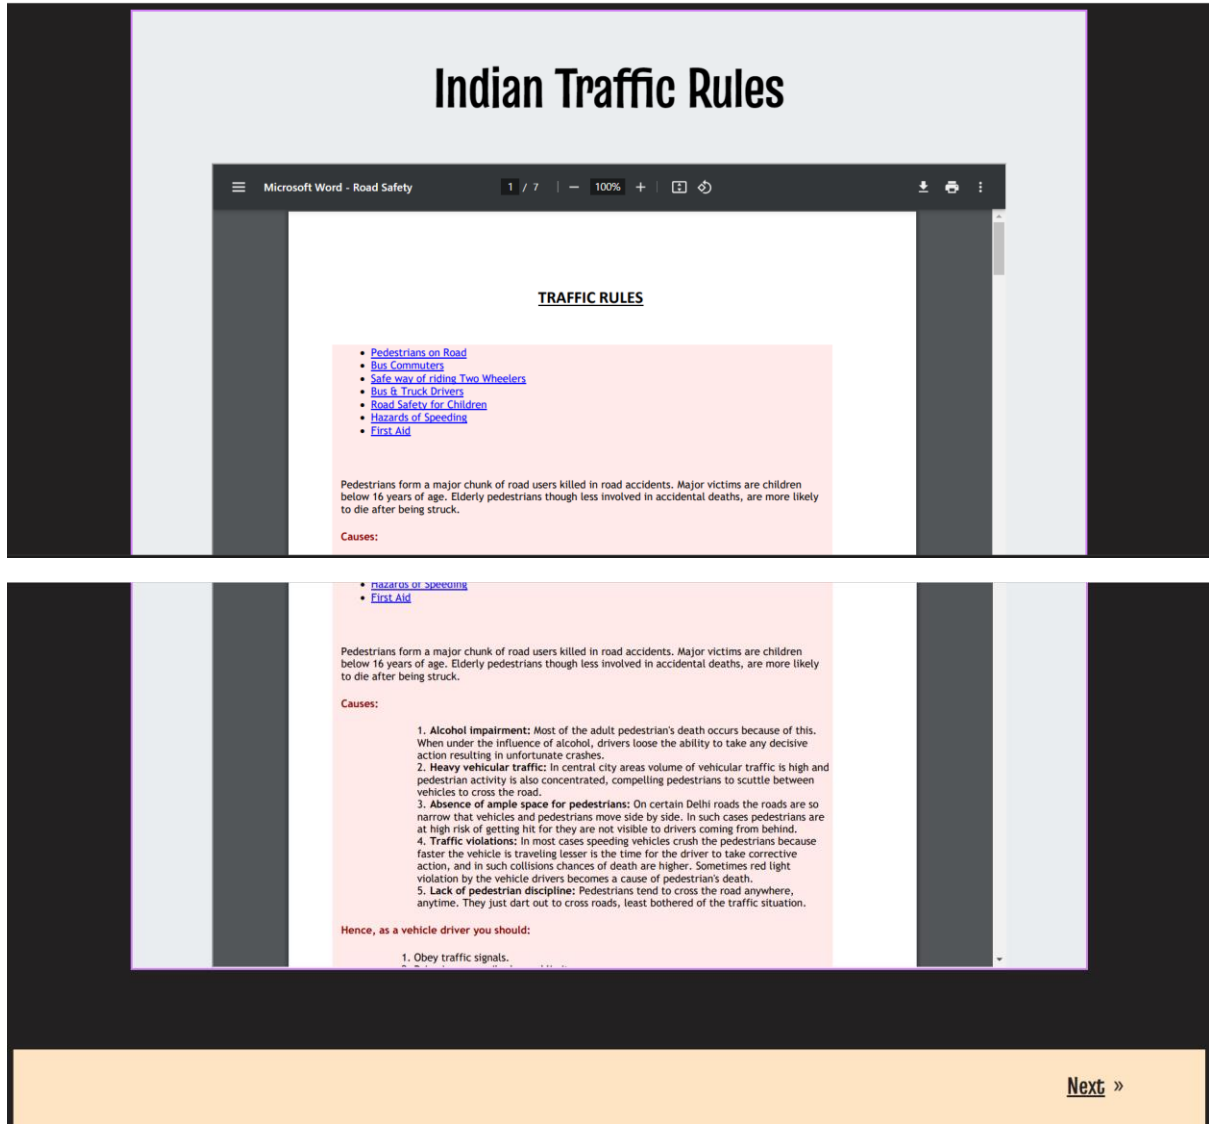 Indian Traffic Rules
Microsoft Word - Road Safety 1 / 7 100%
TRAFFIC RULES
Pedestrians on Road
Bus Commuters
Safe way of riding Two Wheelers
Bus & Truck Drivers
Road Safety for Children
Hazards of Speeding
First Aid
Pedestrians form a major chunk of road users killed in road accidents. Major victims are children
below 16 years of age. Elderly pedestrians though less involved in accidental deaths, are more likely
to die after being struck.
Causes:
Hazards of Speeding
First Aid
Pedestrians form a major chunk of road users killed in road accidents. Major victims are children
below 16 years of age. Elderly pedestrians though less involved in accidental deaths, are more likely
to die after being struck.
Causes:
1. Alcohol impairment: Most of the adult pedestrian's death occurs because of this.
When under the influence of alcohol, drivers loose the ability to take any decisive
action resulting in unfortunate crashes.
2. Heavy vehicular traffic: In central city areas volume of vehicular traffic is high and
pedestrian activity is also concentrated, compelling pedestrians to scuttle between
vehicles to cross the road.
3. Absence of ample space for pedestrians: On certain Delhi roads the roads are so
narrow that vehicles and pedestrians move side by side. In such cases pedestrians are
at high risk of getting hit for they are not visible to drivers coming from behind.
4. Traffic violations: In most cases speeding vehicles crush the pedestrians because
faster the vehicle is traveling lesser is the time for the driver to take corrective
action, and in such collisions chances of death are higher. Sometimes red light
violation by the vehicle drivers becomes a cause of pedestrian's death.
5. Lack of pedestrian discipline: Pedestrians tend to cross the road anywhere,
anytime. They just dart out to cross roads, least bothered of the traffic situation.
Hence, as a vehicle driver you should:
1. Obey traffic signals.
Next »